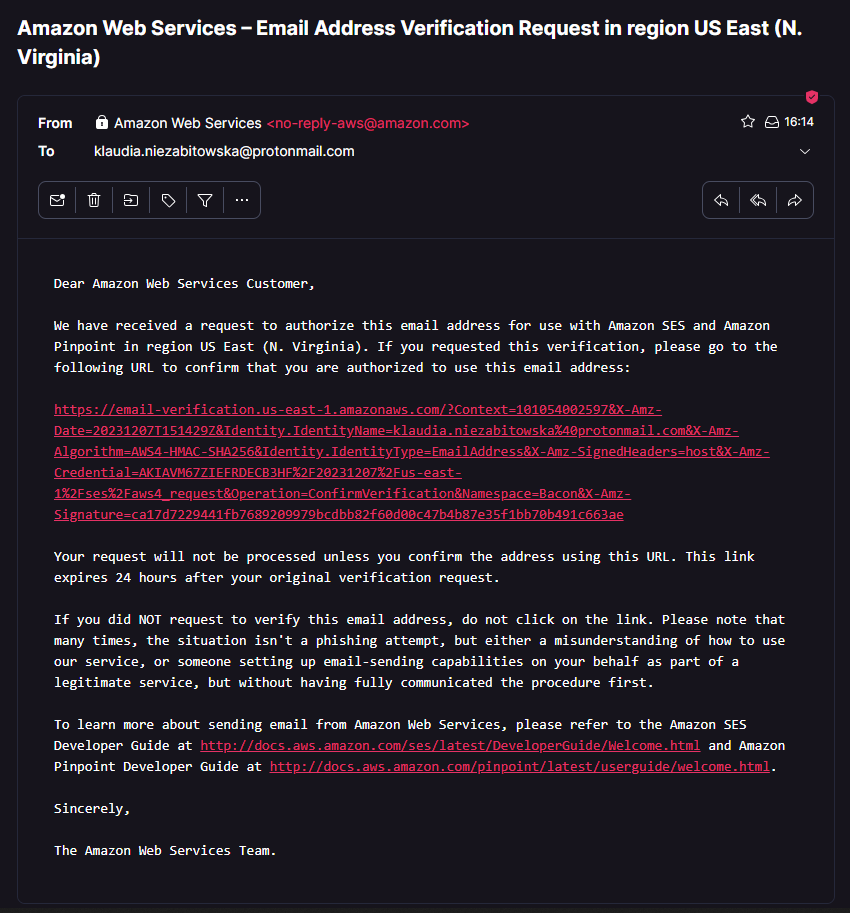 Amazon Web Services – Email Address Verification Request in region US East (N.
Virginia)
From Amazon Web Services <no-reply-aws@amazon.com> 16:14
To klaudia.niezabitowska@protonmail.com
Dear Amazon Web Services Customer,
We have received a request to authorize this email address for use with Amazon SES and Amazon
Pinpoint in region US East (N. Virginia). If you requested this verification, please go to the
following URL to confirm that you are authorized to use this email address:
https://email-verification.us-east-1.amazonaws.com/?Context=101054002597&X-Amz-
Date=20231207T151429Z&Identity.IdentityName=klaudia.niezabitowska%40protonmail.com&X-Amz-
Algorithm=AWS4-HMAC-SHA256&Identity.IdentityType=EmailAddress&X-Amz-SignedHeaders=host&X-Amz-
Credential=AKIAVM67ZIEFRDECB3HF%2F20231207%2Fus-east-
1%2Fses%2Faws4_request&Operation=ConfirmVerification&Namespace=Bacon&X-Amz-
Signature=ca17d7229441fb7689209979bcdbb82f60d00c47b4b87e35f1bb70b491c663ae
Your request will not be processed unless you confirm the address using this URL. This link
expires 24 hours after your original verification request.
If you did NOT request to verify this email address, do not click on the link. Please note that
many times, the situation isn't a phishing attempt, but either a misunderstanding of how to use
our service, or someone setting up email-sending capabilities on your behalf as part of a
legitimate service, but without having fully communicated the procedure first.
To learn more about sending email from Amazon Web Services, please refer to the Amazon SES
Developer Guide at http://docs.aws.amazon.com/ses/latest/DeveloperGuide/Welcome.html and Amazon
Pinpoint Developer Guide at http://docs.aws.amazon.com/pinpoint/latest/userguide/welcome.html.
Sincerely,
The Amazon Web Services Team.